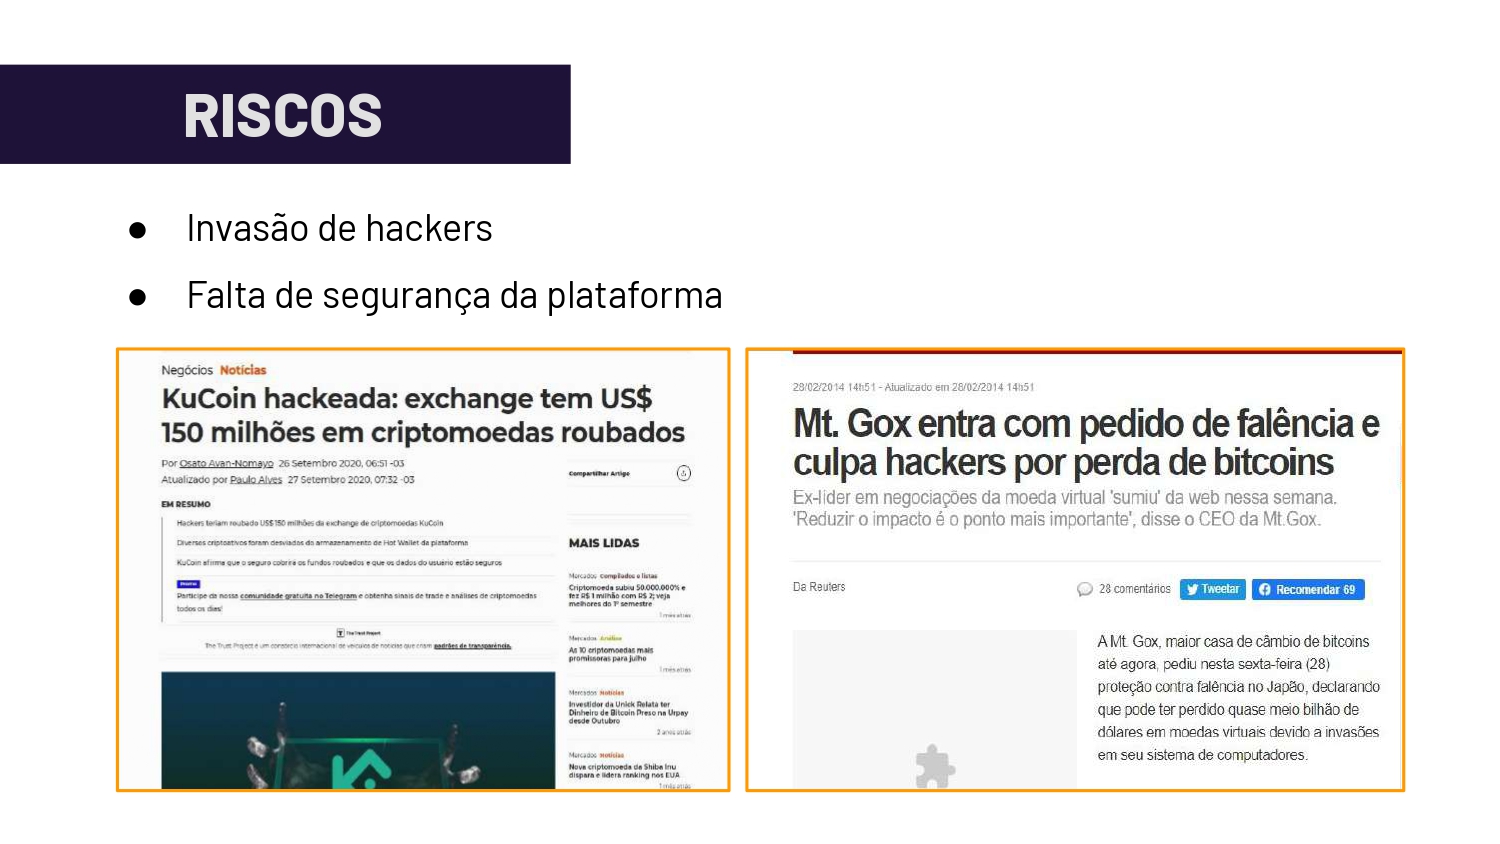 RISCOS
● Invasão de hackers
● Falta de segurança da plataforma
Negócios Notícias
KuCoin hackeada: exchange tem US$
150 milhões em criptomoedas roubados
Por Osato Avan-Nomayo 26 Setembro 2020, 06:51 -03
Atualizado por Paulo Alves 27 Setembro 2020, 07:32 -03
Compartilhar Artigo
EM RESUMO
Hackers teriam roubado US$ 150 milhões da exchange de criptomoedas KuCoin
Diversos criptoativos foram desviados do armazenamento de Hot Wallet da plataforma
KuCoin afirma que o seguro cobrirá os fundos roubados e que os dados do usuário estão seguros
Participe da nossa comunidade gratuita no Telegram e obtenha sinais de trade e análises de criptomoedas
todos os dias!
The Trust Project
The Trust Project é um consórcio internacional de veículos de notícias que criam padrões de transparência.
MAIS LIDAS
Mercados Compilados e listas
Criptomoeda subiu 50.000.000% e
fez R$ 1 milhão com R$ 2; veja
melhores do 1º semestre
1 mês atrás
Mercados Análise
As 10 criptomoedas mais
promissoras para julho
1 mês atrás
Mercados Notícias
Investidor da Unick Relata ter
Dinheiro de Bitcoin Preso na Urpay
desde Outubro
2 anos atrás
Mercados Notícias
Nova criptomoeda da Shiba Inu
dispara e lidera ranking nos EUA
1 mês atrás
28/02/2014 14h51 - Atualizado em 28/02/2014 14h51
Mt. Gox entra com pedido de falência e
culpa hackers por perda de bitcoins
Ex-líder em negociações da moeda virtual 'sumiu' da web nessa semana.
'Reduzir o impacto é o ponto mais importante', disse o CEO da Mt.Gox.
Da Reuters
28 comentários Tweetar Recomendar 69
A Mt. Gox, maior casa de câmbio de bitcoins
até agora, pediu nesta sexta-feira (28)
proteção contra falência no Japão, declarando
que pode ter perdido quase meio bilhão de
dólares em moedas virtuais devido a invasões
em seu sistema de computadores.